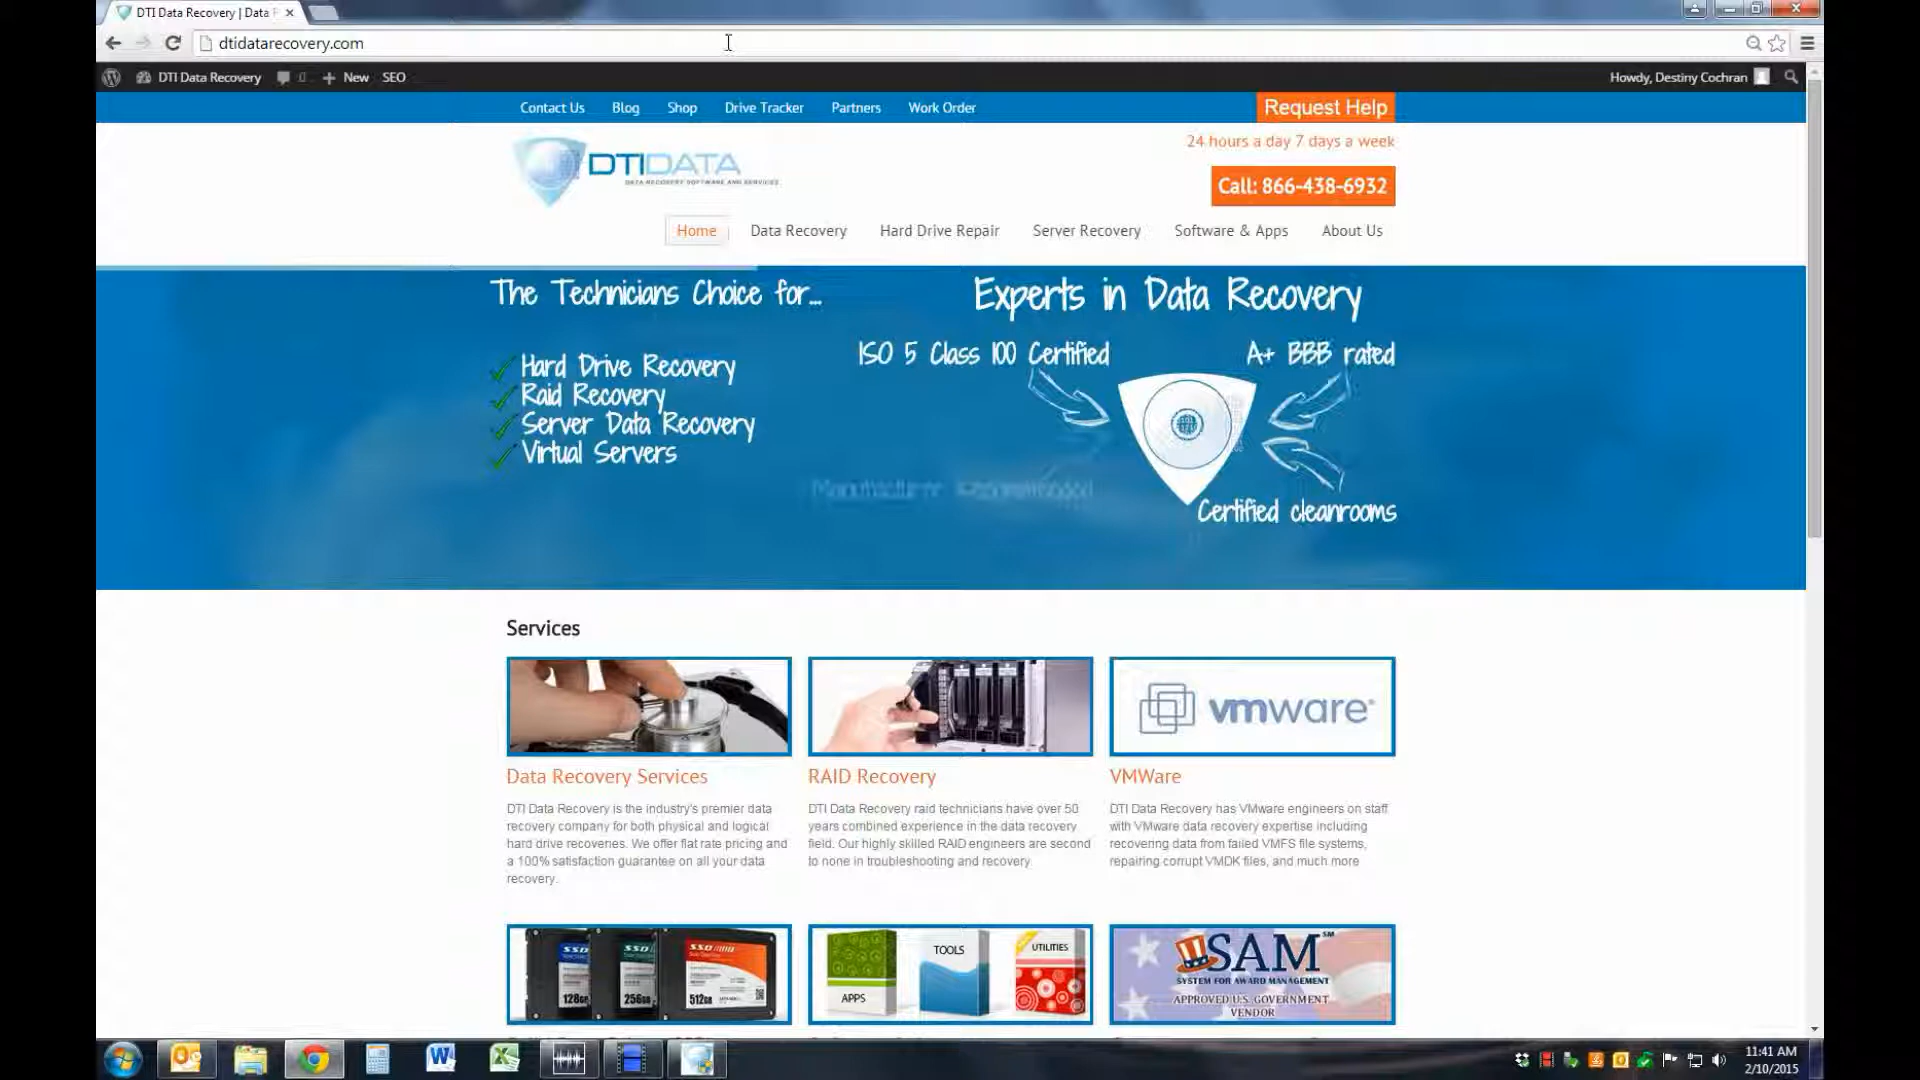 DTI Data Recovery | Data
dtidatarecovery.com
DTI Data Recovery
0
New
SEO
Howdy, Destiny Cochran
Contact Us
Blog
Shop
Drive Tracker
Partners
Work Order
Request Help
24 hours a day 7 days a week
DTIDATA
DATA RECOVERY SOFTWARE AND SERVICES
Call: 866-438-6932
Home
Data Recovery
Hard Drive Repair
Server Recovery
Software & Apps
About Us
The Technicians Choice for...
Experts in Data Recovery
ISO 5 Class 100 Certified
A+ BBB rated
Hard Drive Recovery
Raid Recovery
Server Data Recovery
Virtual Servers
Manufacturer Recommended
Certified cleanrooms
Services
vmware®
Data Recovery Services
RAID Recovery
VMWare
DTI Data Recovery is the industry's premier data
recovery company for both physical and logical
hard drive recoveries. We offer flat rate pricing and
a 100% satisfaction guarantee on all your data
recovery.
DTI Data Recovery raid technicians have over 50
years combined experience in the data recovery
field. Our highly skilled RAID engineers are second
to none in troubleshooting and recovery
DTI Data Recovery has VMware engineers on staff
with VMware data recovery expertise including
recovering data from failed VMFS file systems,
repairing corrupt VMDK files, and much more
SSD
128GB
SSD
256GB
SSD
512GB
APPS
TOOLS
UTILITIES
SAM SM
SYSTEM FOR AWARD MANAGEMENT
APPROVED U.S. GOVERNMENT
VENDOR
11:41 AM
2/10/2015